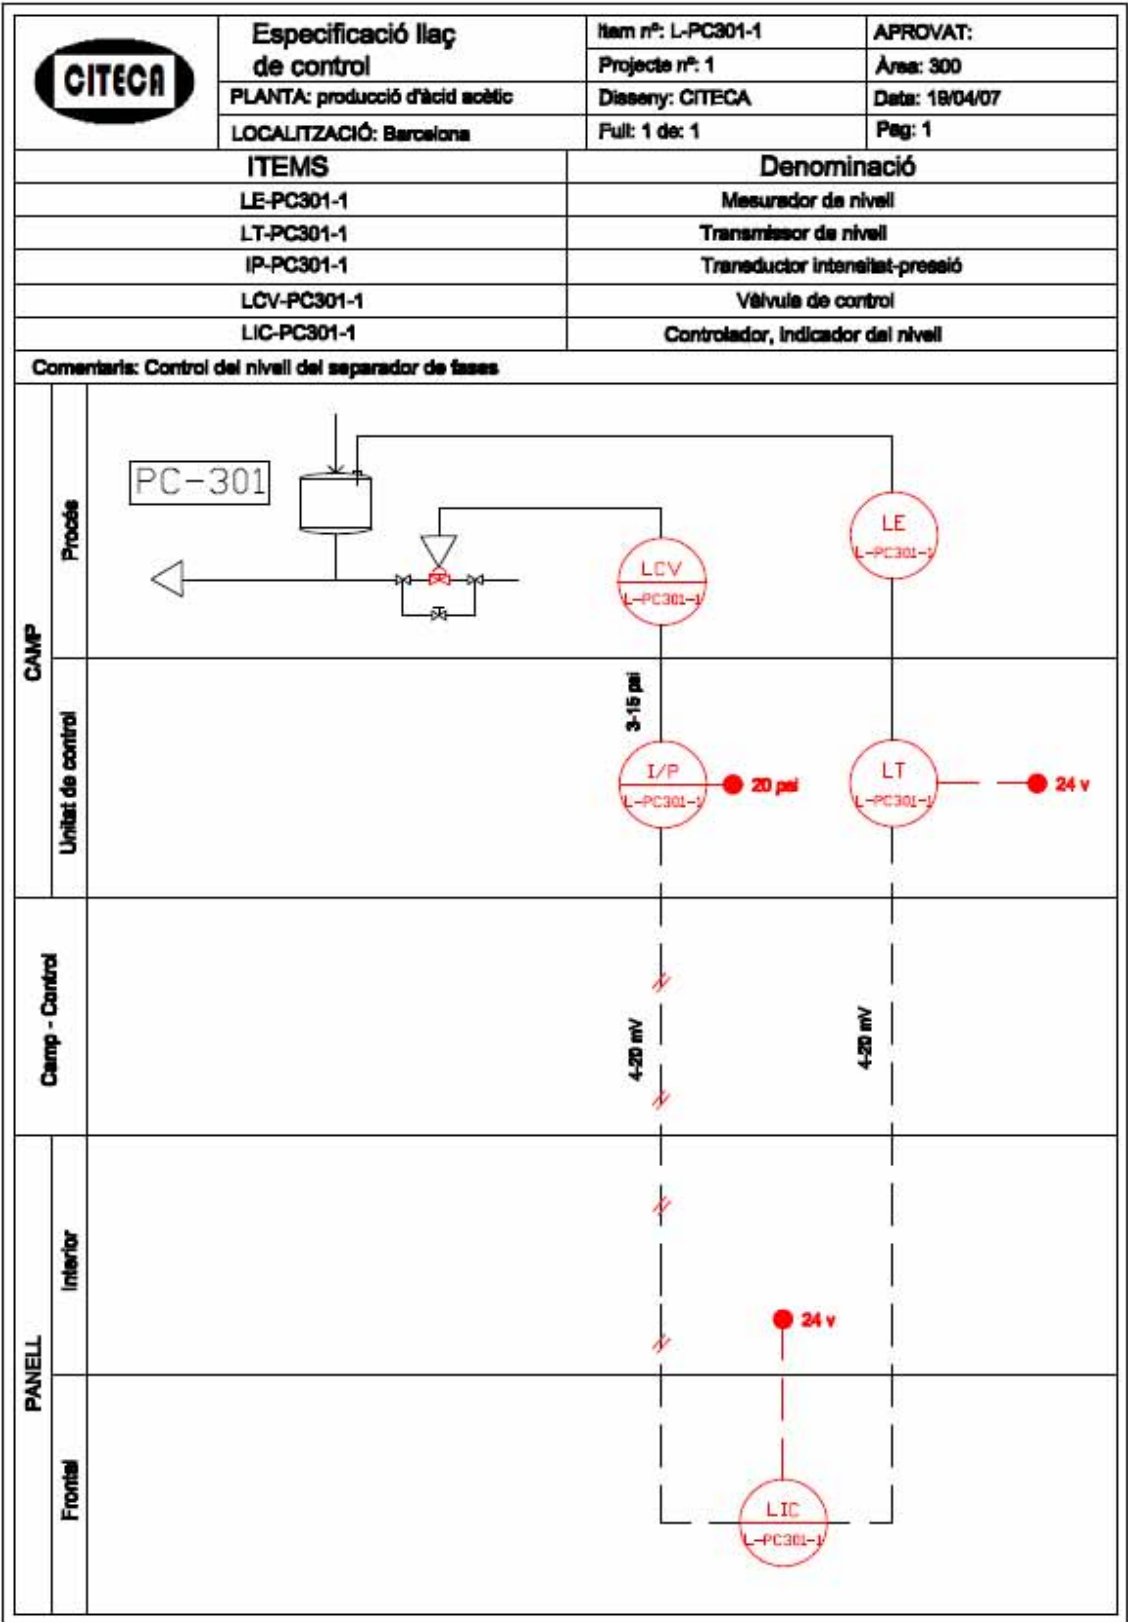 CITECA
Especificació llaç
de control
PLANTA: producció d'àcid acètic
LOCALITZACIÓ: Barcelona
Item nº: L-PC301-1
APROVAT:
Projecte nº: 1
Àrea: 300
Disseny: CITECA
Data: 19/04/07
Full: 1 de: 1
Pag: 1
ITEMS
Denominació
LE-PC301-1
Mesurador de nivell
LT-PC301-1
Transmissor de nivell
IP-PC301-1
Transductor intensitat-pressió
LCV-PC301-1
Vàlvula de control
LIC-PC301-1
Controlador, indicador del nivell
Comentaris: Control del nivell del separador de fases
CAMP
Procés
PC-301
LCV
L-PC301-1
LE
L-PC301-1
Unitat de control
3-15 psi
I/P
L-PC301-1
20 psi
LT
L-PC301-1
24 v
Camp - Control
4-20 mV
4-20 mV
PANELL
Interior
24 v
Frontal
LIC
L-PC301-1